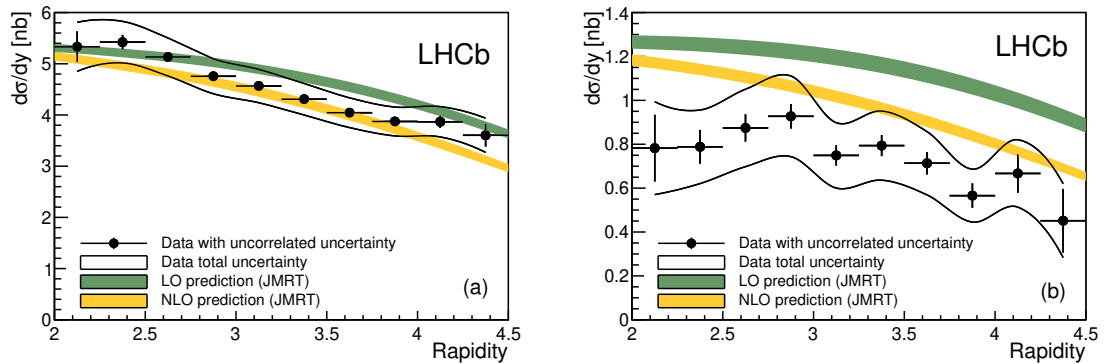 dσ/dy [nb]
6
5
4
3
2
1
0
LHCb
Data with uncorrelated uncertainty
Data total uncertainty
LO prediction (JMRT)
NLO prediction (JMRT)
(a)
2 2.5 3 3.5 4 4.5
Rapidity
dσ/dy [nb]
1.4
1.2
1
0.8
0.6
0.4
0.2
0
LHCb
Data with uncorrelated uncertainty
Data total uncertainty
LO prediction (JMRT)
NLO prediction (JMRT)
(b)
2 2.5 3 3.5 4 4.5
Rapidity